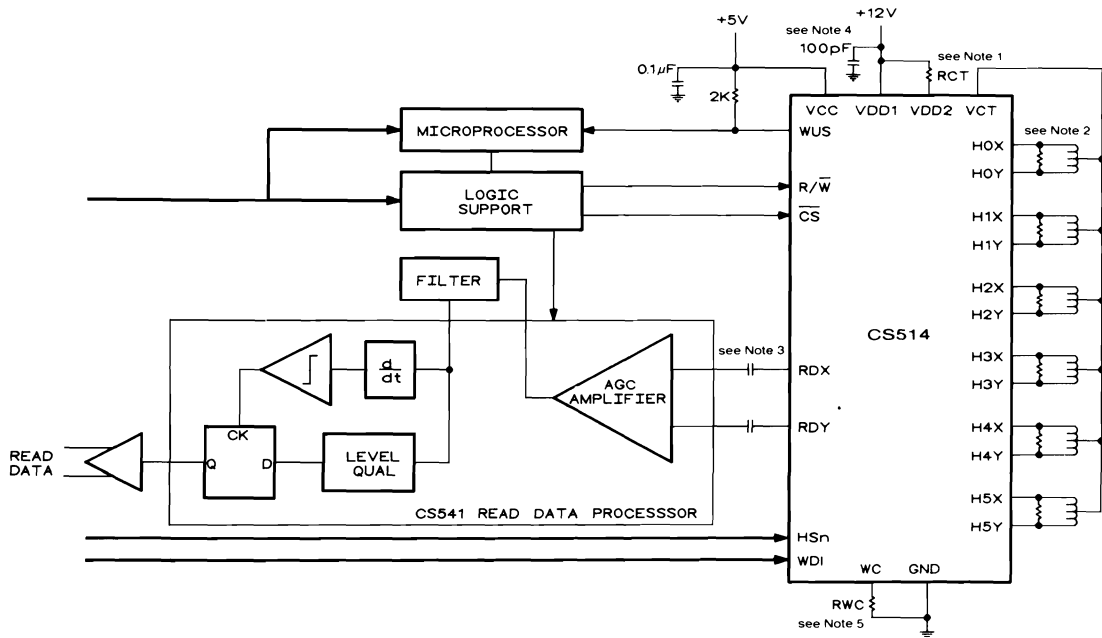 +5V
+12V
see Note 4
100pF
see Note 1
0.1µF
RCT
2K
VCC VDD1 VDD2 VCT
MICROPROCESSOR
WUS
see Note 2
H0X
H0Y
LOGIC
SUPPORT
R/W̅
C̅S̅
H1X
H1Y
FILTER
H2X
H2Y
CS514
see Note 3
d
dt
AGC
AMPLIFIER
RDX
RDY
H3X
H3Y
H4X
H4Y
H5X
H5Y
READ
DATA
CK
Q
D
LEVEL
QUAL
CS541 READ DATA PROCESSSOR
HSn
WDI
WC GND
RWC
see Note 5